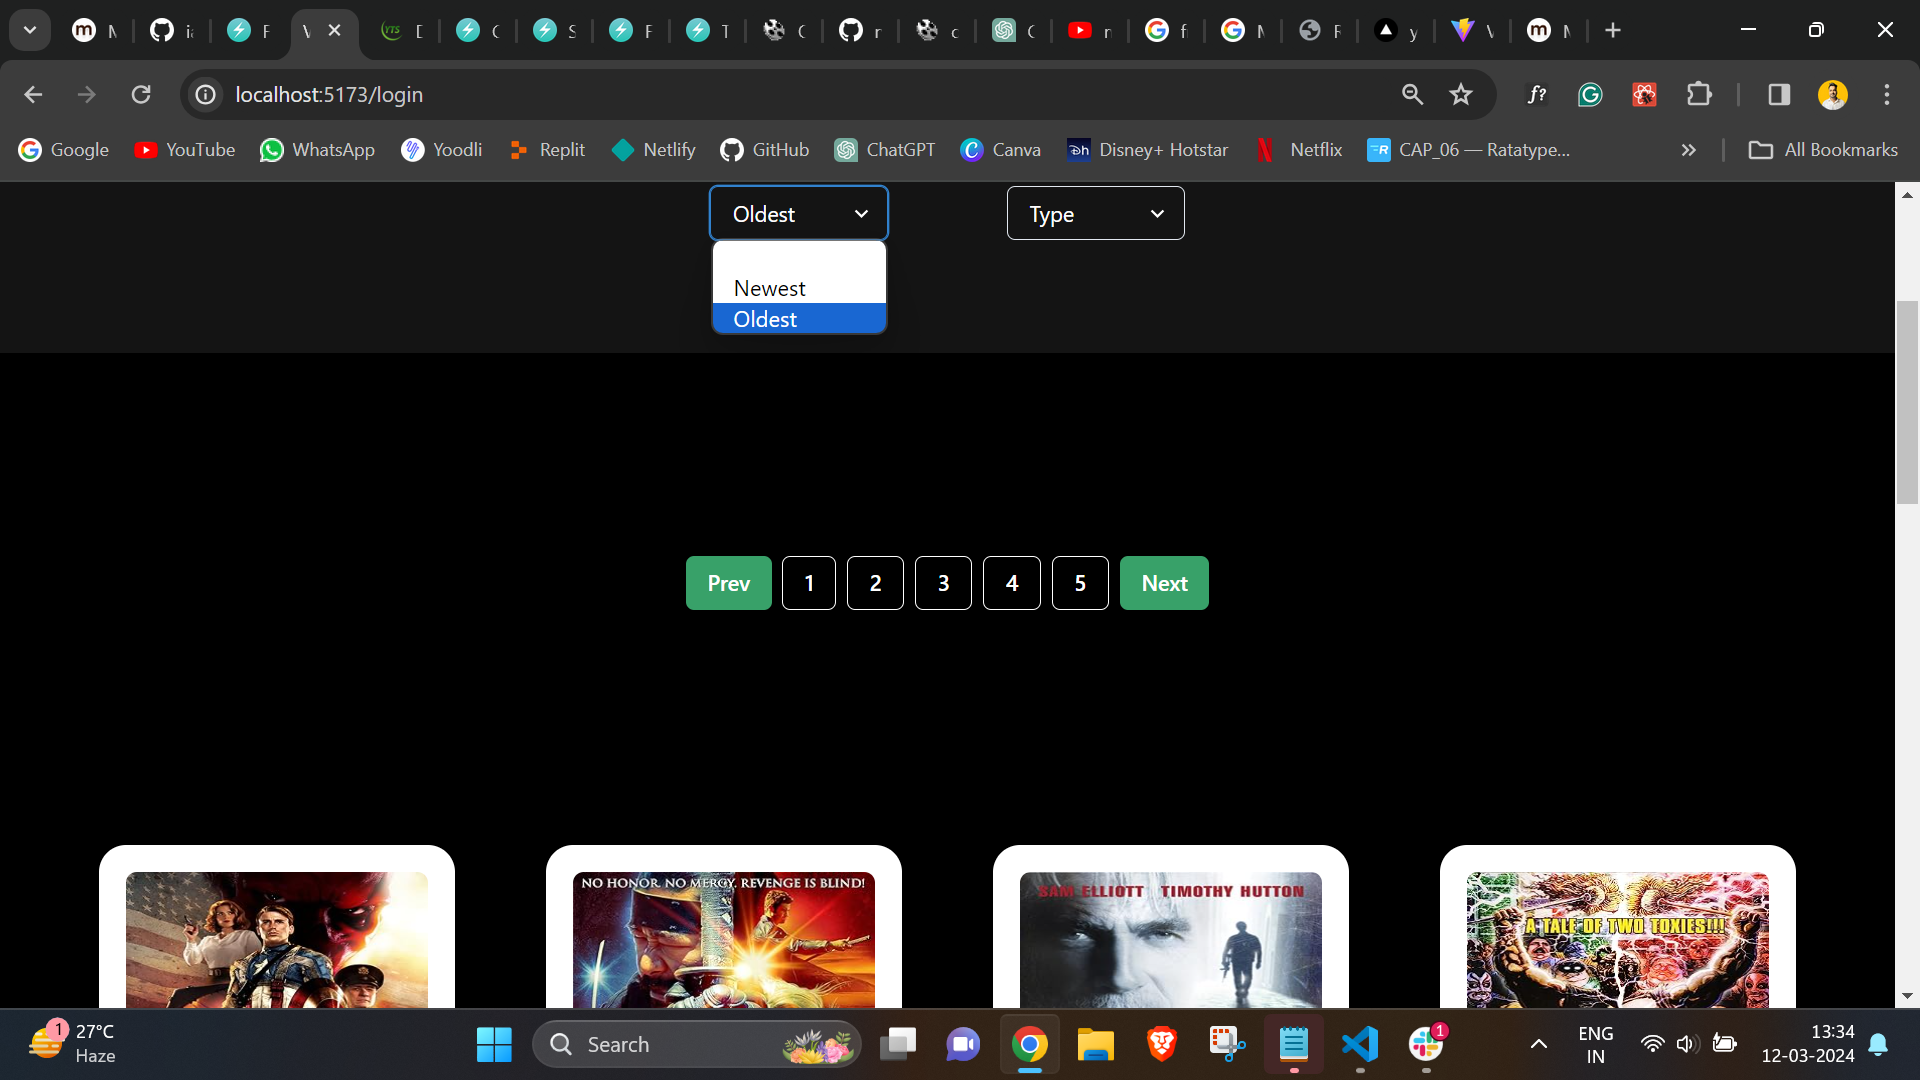 localhost:5173/login
Google YouTube WhatsApp Yoodli Replit Netlify GitHub ChatGPT Canva Disney+ Hotstar Netflix CAP_06 — Ratatype... All Bookmarks
Oldest
Type
Newest
Oldest
Prev 1 2 3 4 5 Next
NO HONOR. NO MERCY. REVENGE IS BLIND!
SAM ELLIOTT TIMOTHY HUTTON
A TALE OF TWO TOXIES!!!
1
27°C
Haze
Search
1
ENG
IN
13:34
12-03-2024